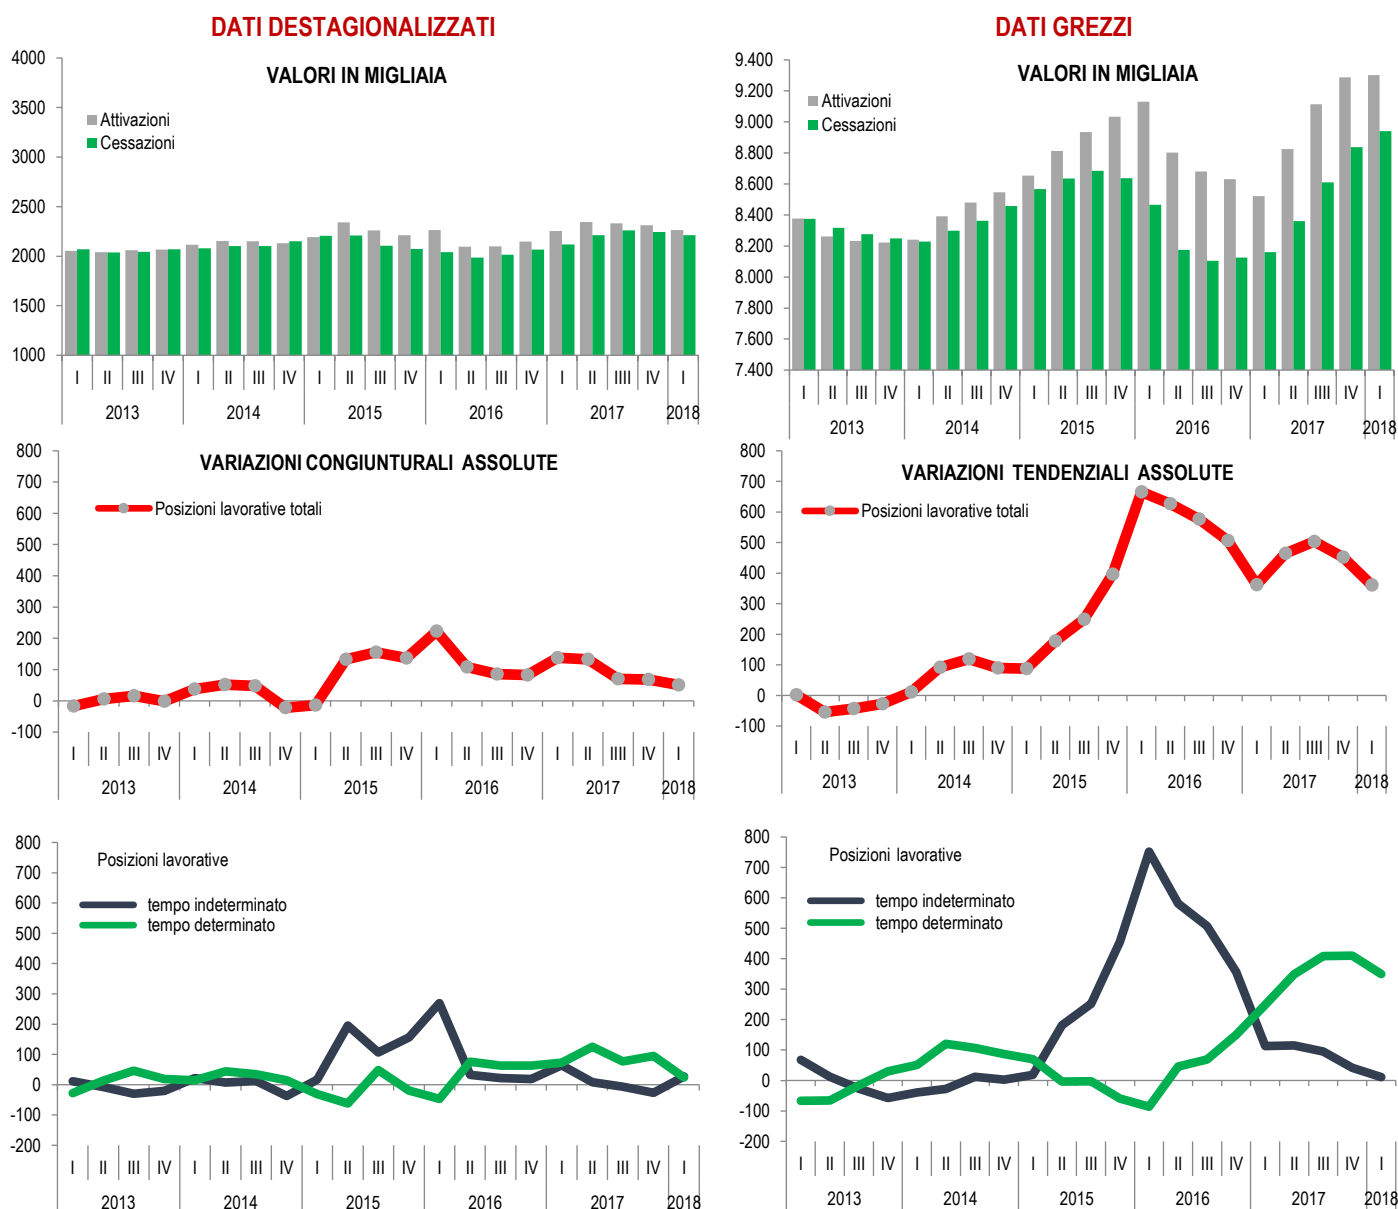 DATI DESTAGIONALIZZATI
VALORI IN MIGLIAIA
4000
3500
3000
2500
2000
1500
1000
Attivazioni
Cessazioni
I II III IV I II III IV I II III IV I II III IV I II IIII IV I
2013 2014 2015 2016 2017 2018
DATI GREZZI
VALORI IN MIGLIAIA
9.400
9.200
9.000
8.800
8.600
8.400
8.200
8.000
7.800
7.600
7.400
Attivazioni
Cessazioni
I II III IV I II III IV I II III IV I II III IV I II IIII IV I
2013 2014 2015 2016 2017 2018
VARIAZIONI CONGIUNTURALI ASSOLUTE
800
700
600
500
400
300
200
100
0
-100
Posizioni lavorative totali
I II III IV I II III IV I II III IV I II III IV I II IIII IV I
2013 2014 2015 2016 2017 2018
VARIAZIONI TENDENZIALI ASSOLUTE
800
700
600
500
400
300
200
100
0
-100
Posizioni lavorative totali
I II III IV I II III IV I II III IV I II III IV I II IIII IV I
2013 2014 2015 2016 2017 2018
800
700
600
500
400
300
200
100
0
-100
-200
Posizioni lavorative
tempo indeterminato
tempo determinato
I II III IV I II III IV I II III IV I II III IV I II III IV I
2013 2014 2015 2016 2017 2018
800
700
600
500
400
300
200
100
0
-100
-200
Posizioni lavorative
tempo indeterminato
tempo determinato
I II III IV I II III IV I II III IV I II III IV I II III IV I
2013 2014 2015 2016 2017 2018